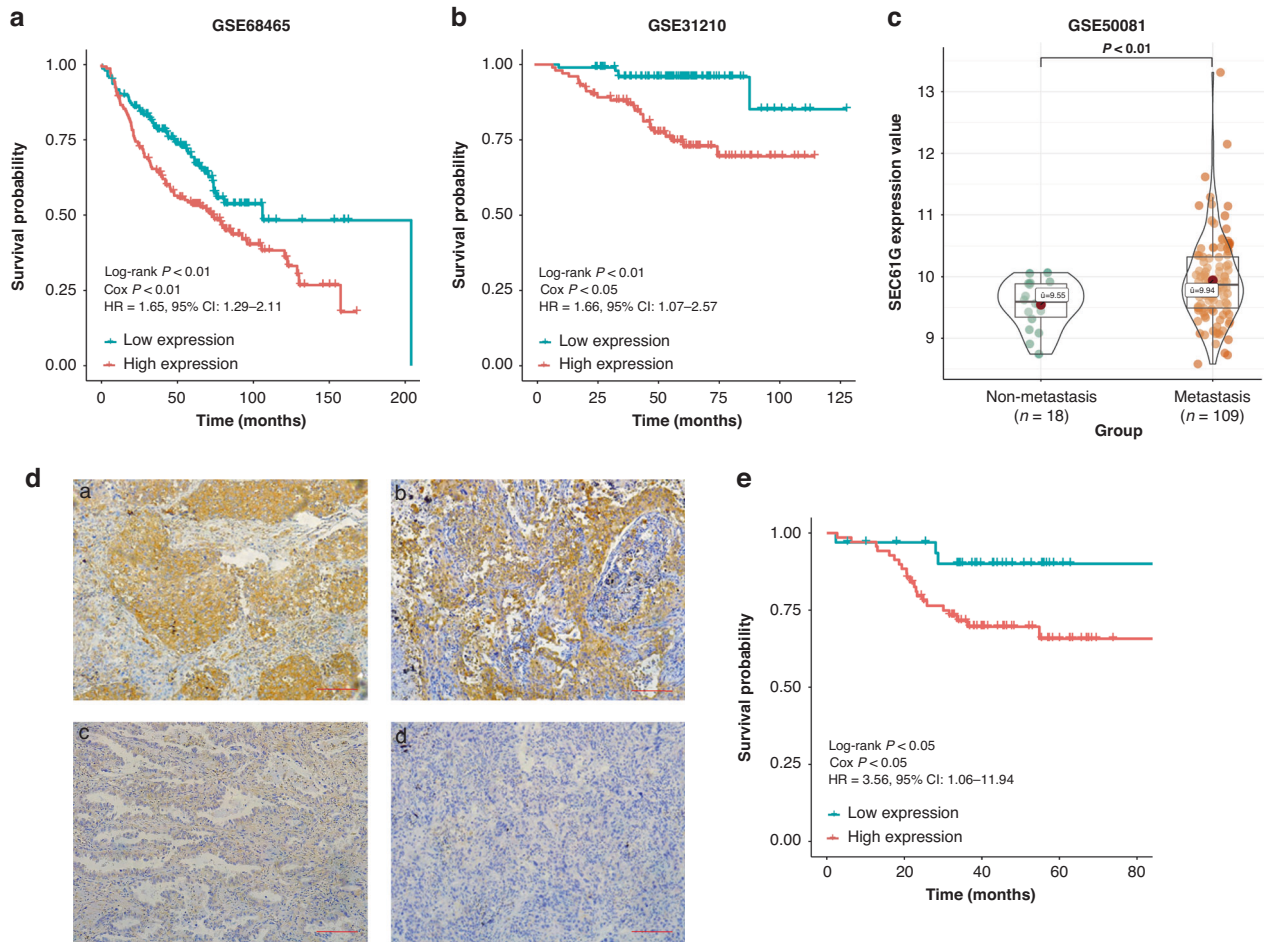 a
GSE68465
1.00
0.75
0.50
0.25
0.00
Survival probability
Log-rank P < 0.01
Cox P < 0.01
HR = 1.65, 95% CI: 1.29–2.11
Low expression
High expression
0 50 100 150 200
Time (months)
b
GSE31210
1.00
0.75
0.50
0.25
0.00
Survival probability
Log-rank P < 0.01
Cox P < 0.05
HR = 1.66, 95% CI: 1.07–2.57
Low expression
High expression
0 25 50 75 100 125
Time (months)
c
GSE50081
P < 0.01
13
12
11
10
9
SEC61G expression value
û=9.55
û=9.94
Non-metastasis
(n = 18)
Metastasis
(n = 109)
Group
d
a
b
c
d
e
1.00
0.75
0.50
0.25
0.00
Survival probability
Log-rank P < 0.05
Cox P < 0.05
HR = 3.56, 95% CI: 1.06–11.94
Low expression
High expression
0 20 40 60 80
Time (months)